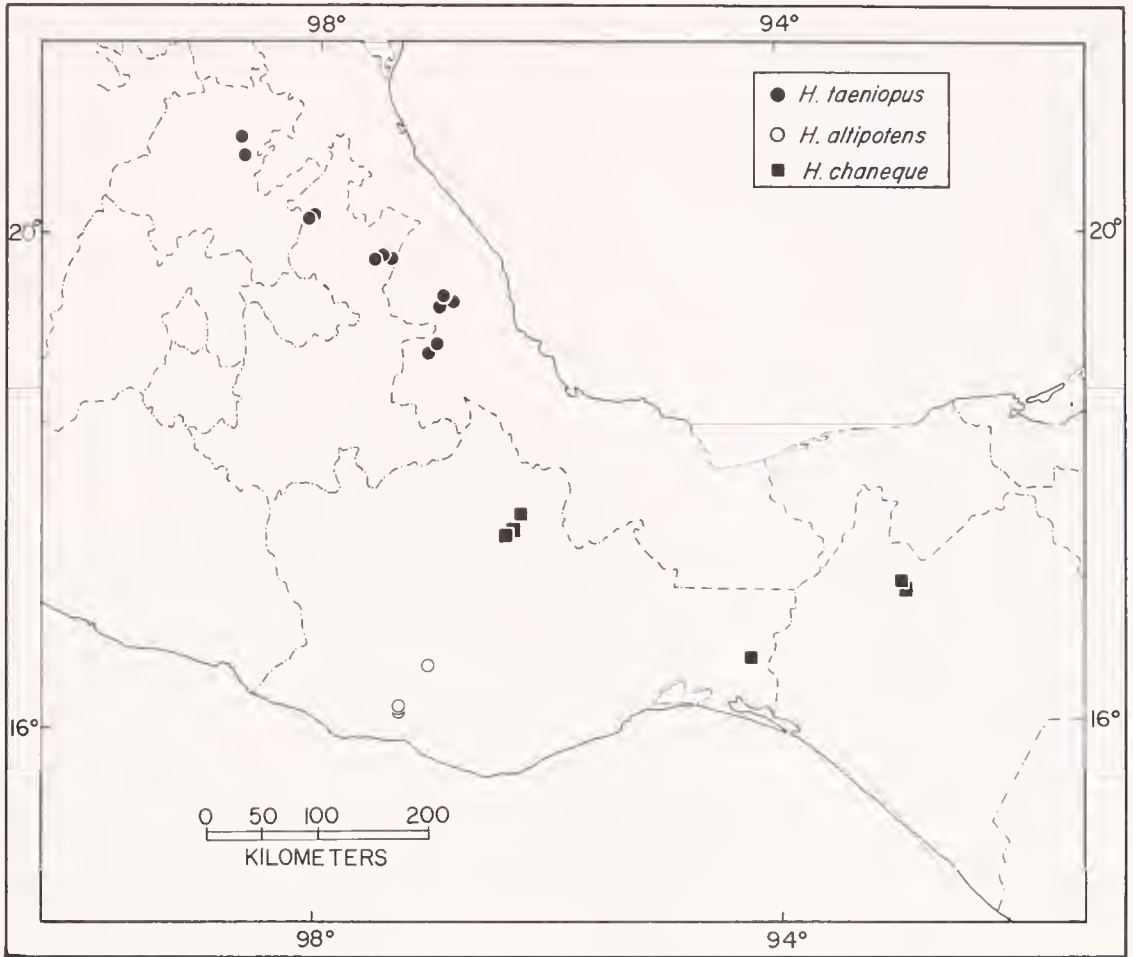 98° 94°
H. taeniopus
H. altipotens
H. chaneque
20° 20°
16° 16°
0 50 100 200
KILOMETERS
98° 94°